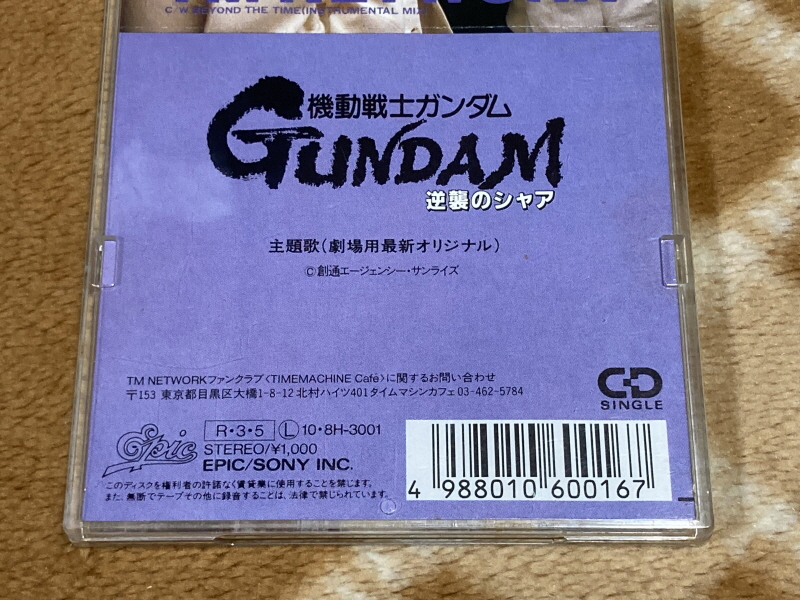 C/W BEYOND THE TIME(INSTRUMENTAL MIX)
機動戦士ガンダム
GUNDAM
逆襲のシャア
主題歌(劇場用最新オリジナル)
©創通エージェンシー・サンライズ
TM NETWORKファンクラブ〈TIMEMACHINE Café〉に関するお問い合わせ
〒153 東京都目黒区大橋1-8-12 北村ハイツ401タイムマシンカフェ 03-462-5784
CD
SINGLE
Epic
R・3・5 Ⓛ 10・8H-3001
STEREO/¥1,000
EPIC/SONY INC.
このディスクを権利者の許諾なく賃貸業に使用することを禁じます。
また、無断でテープその他に録音することは、法律で禁じられています。
4 988010 600167